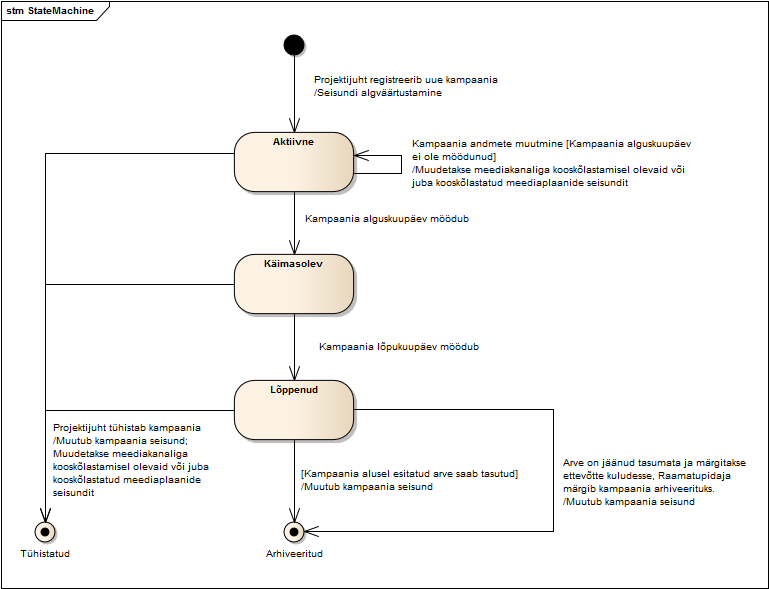 stm StateMachine
Projektijuht registreerib uue kampaania
/Seisundi algväärtustamine
Aktiivne
Kampaania andmete muutmine [Kampaania alguskuupäev
ei ole möödunud]
/Muudetakse meediakanaliga kooskõlastamisel olevaid või
juba kooskõlastatud meediaplaanide seisundit
Kampaania alguskuupäev möödub
Käimasolev
Kampaania lõpukuupäev möödub
Lõppenud
Projektijuht tühistab kampaania
/Muutub kampaania seisund;
Muudetakse meediakanaliga
kooskõlastamisel olevaid või juba
kooskõlastatud meediaplaanide
seisundit
[Kampaania alusel esitatud arve saab tasutud]
/Muutub kampaania seisund
Arve on jäänud tasumata ja märgitakse
ettevõtte kuludesse, Raamatupidaja
märgib kampaania arhiveerituks.
/Muutub kampaania seisund
Tühistatud
Arhiveeritud